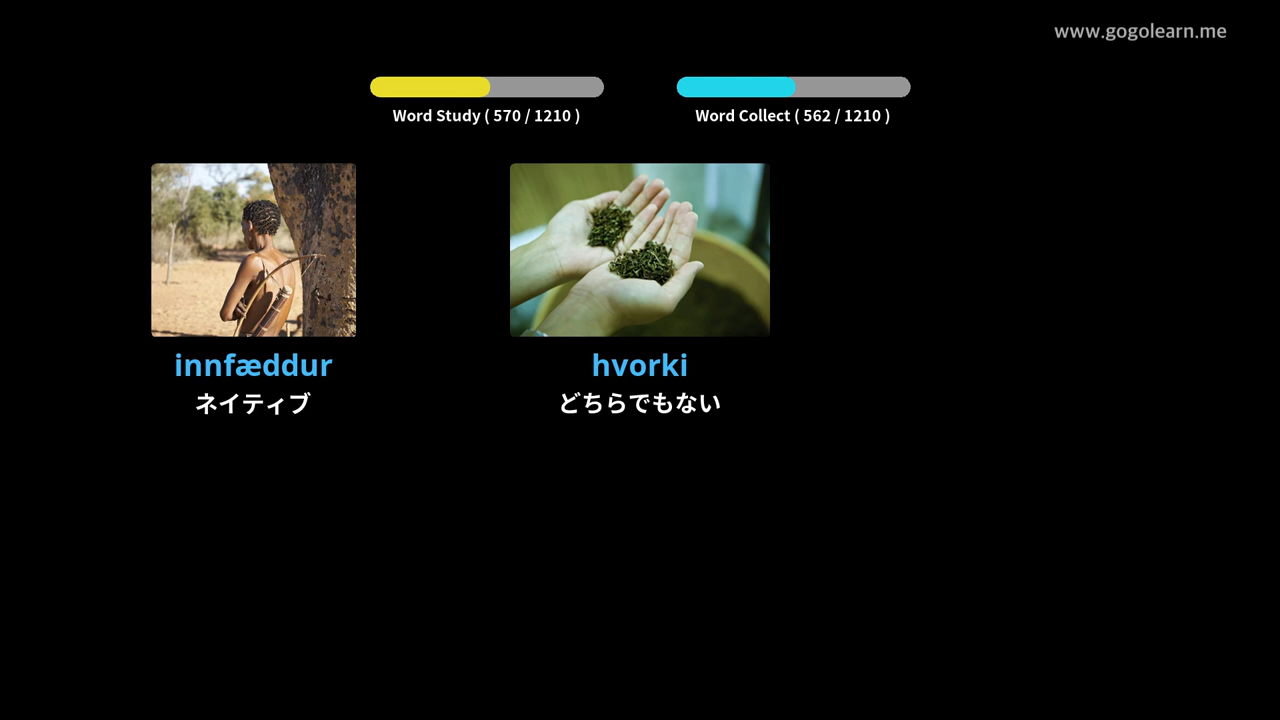 www.gogolearn.me
Word Study ( 570 / 1210 )
Word Collect ( 562 / 1210 )
innfæddur
ネイティブ
hvorki
どちらでもない